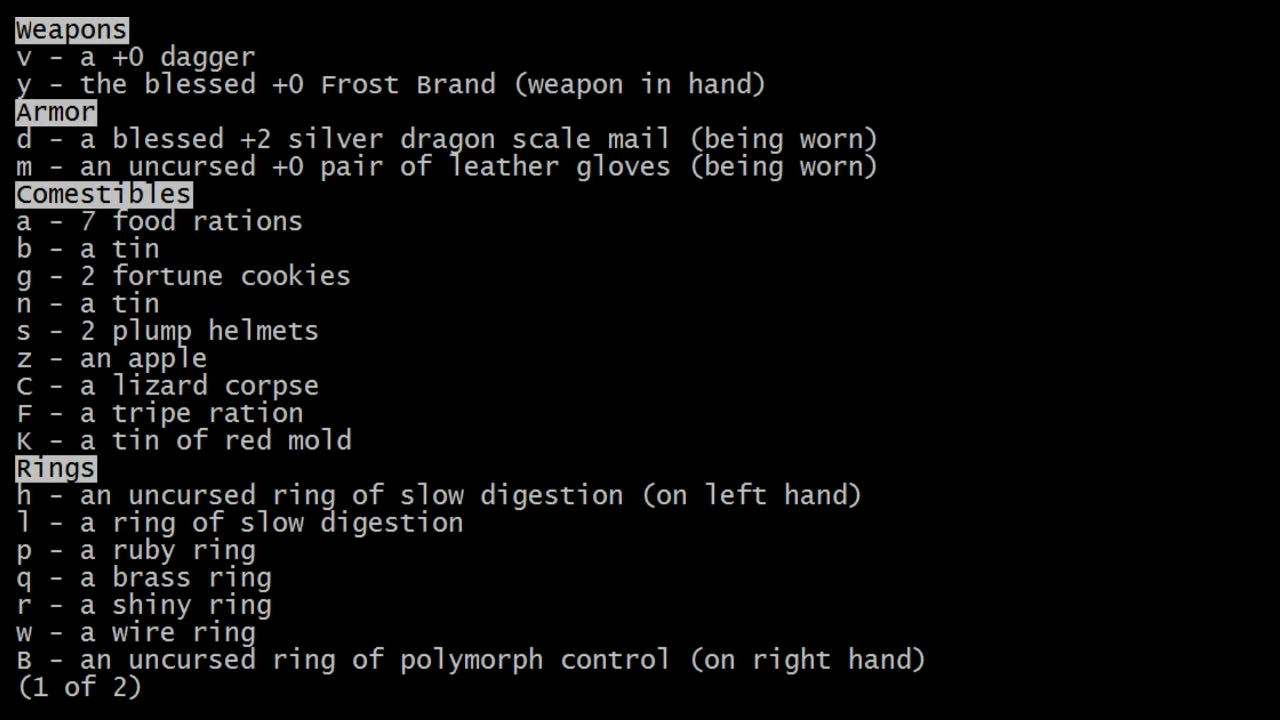 Weapons
v - a +0 dagger
y - the blessed +0 Frost Brand (weapon in hand)
Armor
d - a blessed +2 silver dragon scale mail (being worn)
m - an uncursed +0 pair of leather gloves (being worn)
Comestibles
a - 7 food rations
b - a tin
g - 2 fortune cookies
n - a tin
s - 2 plump helmets
z - an apple
C - a lizard corpse
F - a tripe ration
K - a tin of red mold
Rings
h - an uncursed ring of slow digestion (on left hand)
l - a ring of slow digestion
p - a ruby ring
q - a brass ring
r - a shiny ring
w - a wire ring
B - an uncursed ring of polymorph control (on right hand)
(1 of 2)